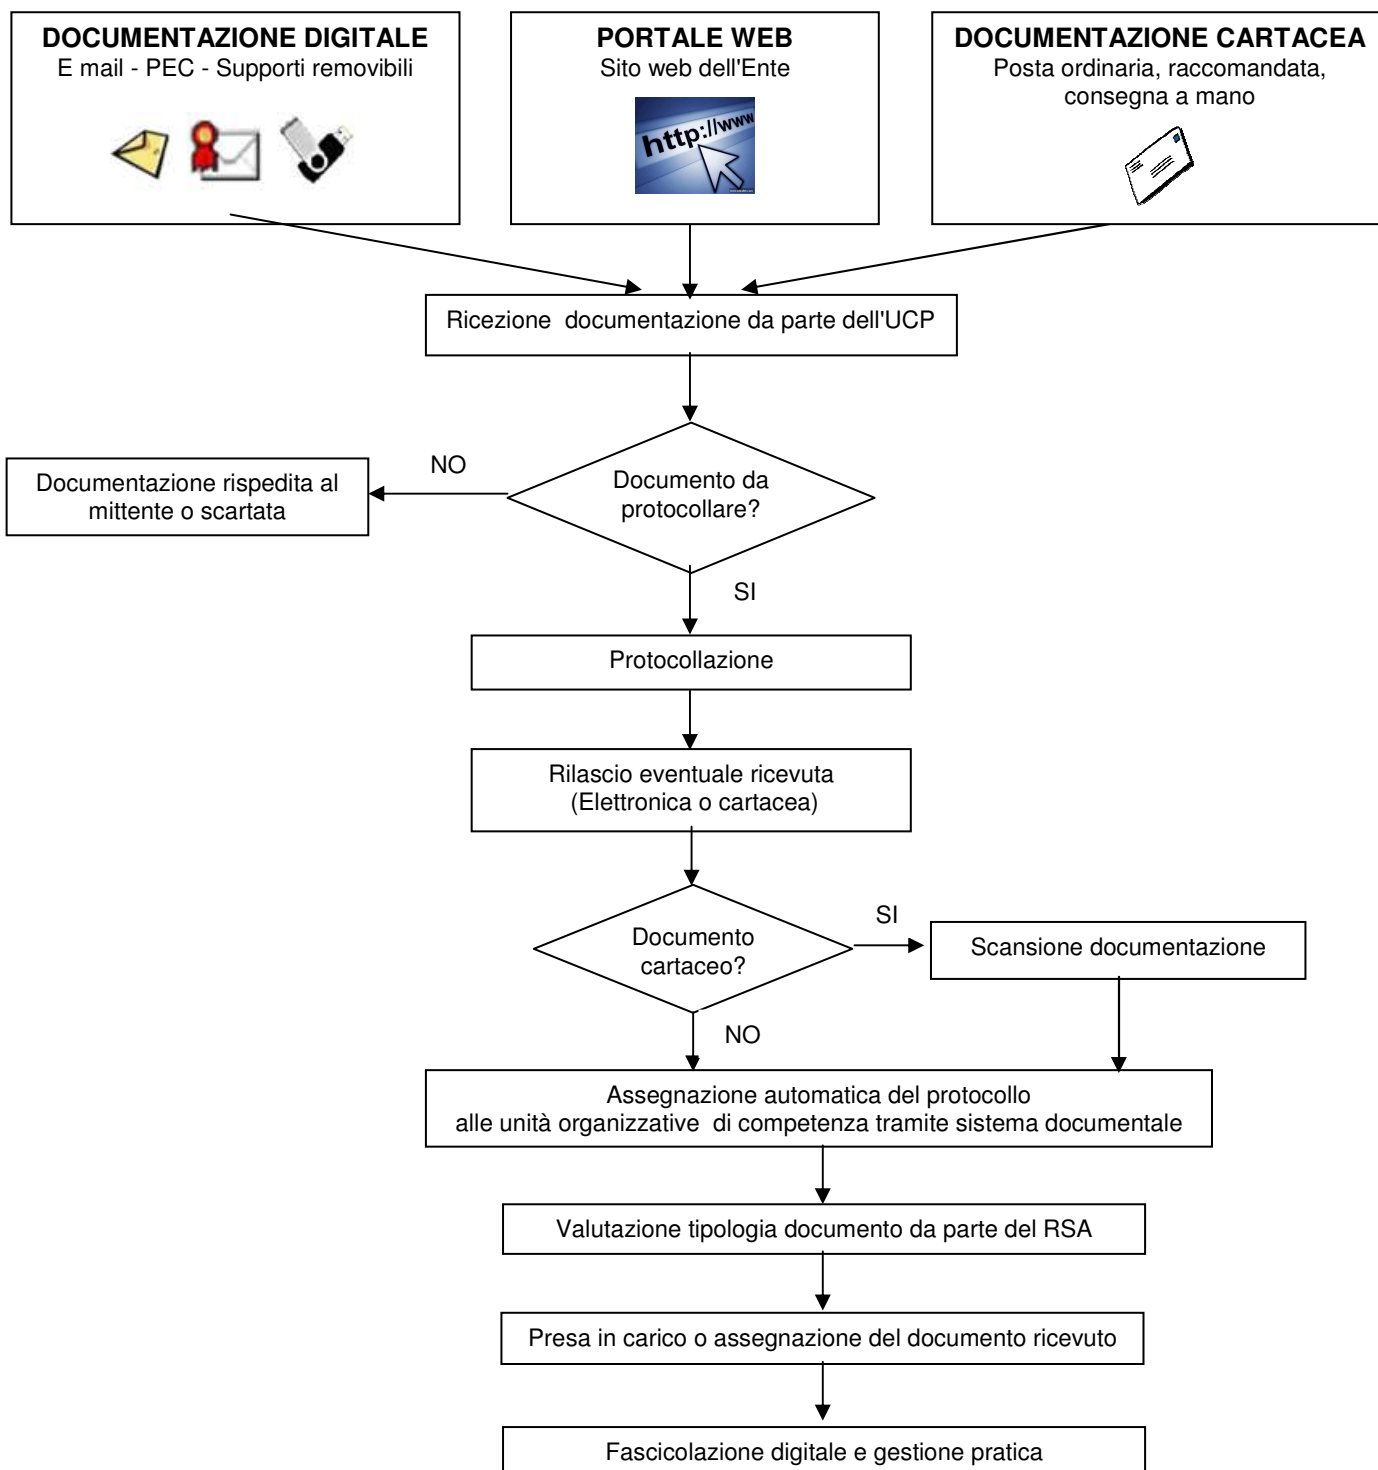 DOCUMENTAZIONE DIGITALE
E mail - PEC - Supporti removibili
PORTALE WEB
Sito web dell'Ente
http://www
DOCUMENTAZIONE CARTACEA
Posta ordinaria, raccomandata,
consegna a mano
Ricezione documentazione da parte dell'UCP
Documento da
protocollare?
NO
Documentazione rispedita al
mittente o scartata
SI
Protocollazione
Rilascio eventuale ricevuta
(Elettronica o cartacea)
Documento
cartaceo?
SI
Scansione documentazione
NO
Assegnazione automatica del protocollo
alle unità organizzative di competenza tramite sistema documentale
Valutazione tipologia documento da parte del RSA
Presa in carico o assegnazione del documento ricevuto
Fascicolazione digitale e gestione pratica